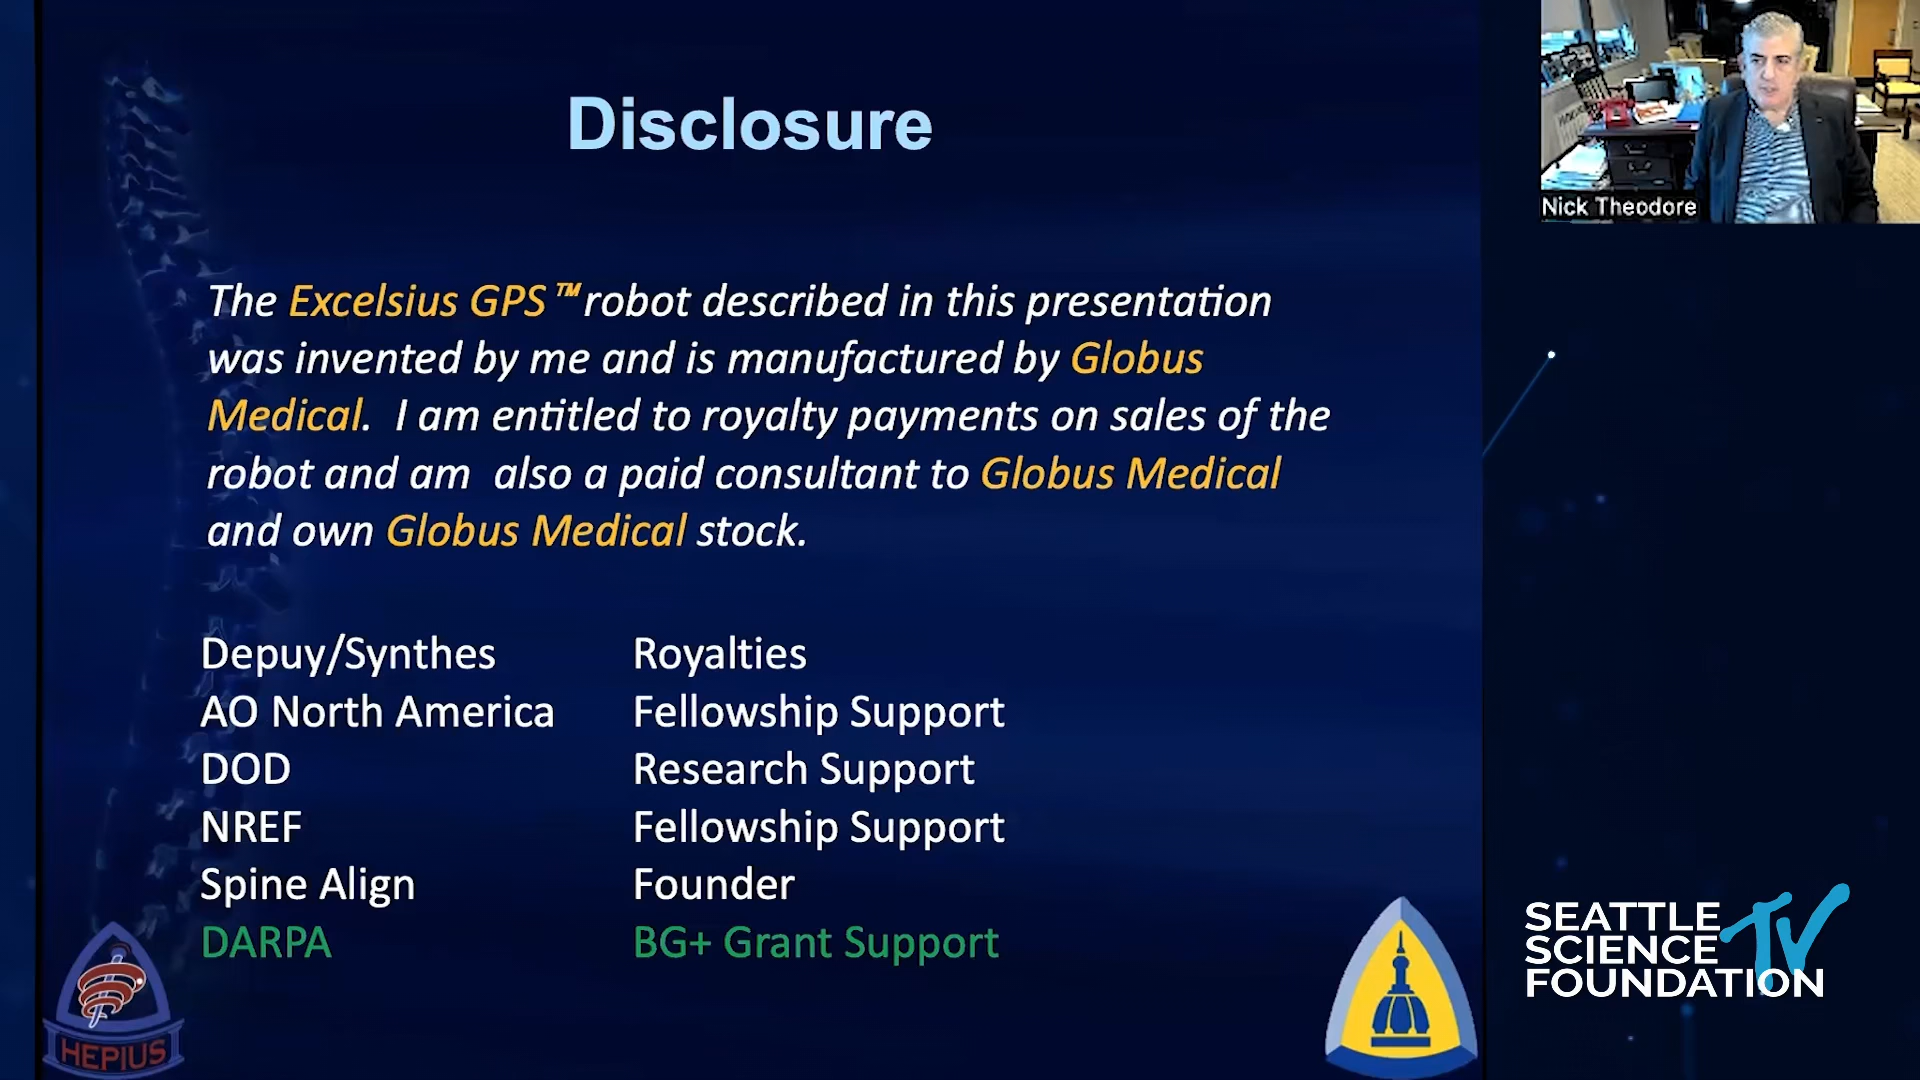 Disclosure
The Excelsius GPS™ robot described in this presentation
was invented by me and is manufactured by Globus
Medical. I am entitled to royalty payments on sales of the
robot and am also a paid consultant to Globus Medical
and own Globus Medical stock.
Depuy/Synthes Royalties
AO North America Fellowship Support
DOD Research Support
NREF Fellowship Support
Spine Align Founder
DARPA BG+ Grant Support
HEPIUS
Nick Theodore
SEATTLE
SCIENCE TV
FOUNDATION